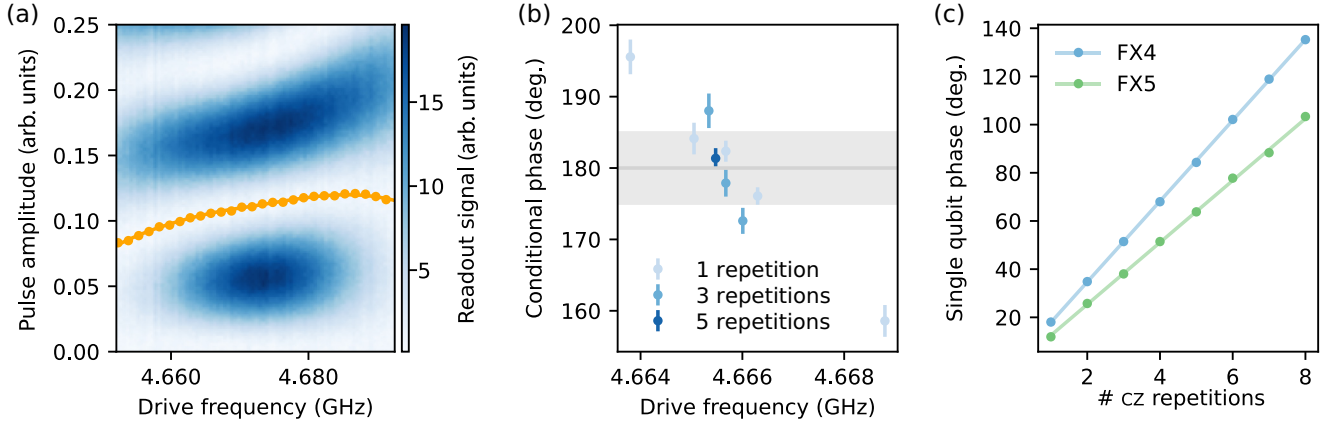 (a)
0.25
0.20
0.15
0.10
0.05
0.00
Pulse amplitude (arb. units)
4.660
4.680
Drive frequency (GHz)
15
10
5
Readout signal (arb. units)
(b)
200
190
180
170
160
Conditional phase (deg.)
1 repetition
3 repetitions
5 repetitions
4.664
4.666
4.668
Drive frequency (GHz)
(c)
140
120
100
80
60
40
20
Single qubit phase (deg.)
FX4
FX5
2
4
6
8
# CZ repetitions